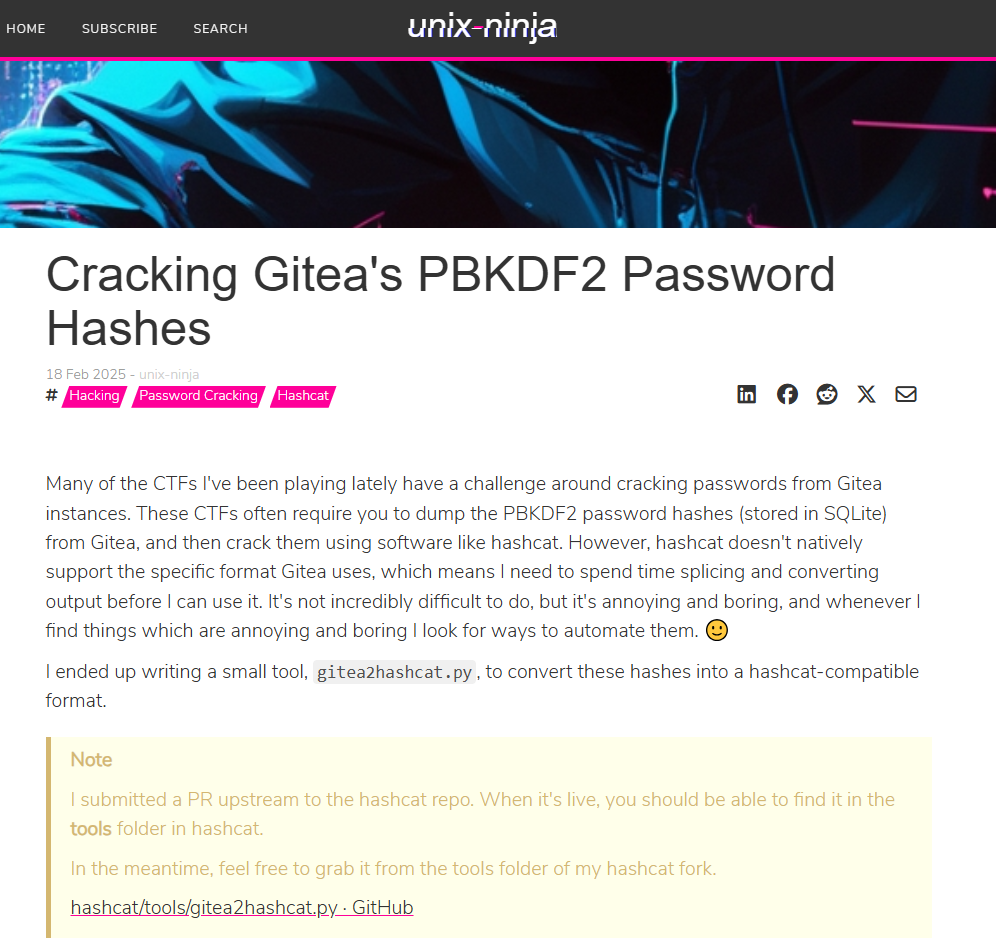 HOME SUBSCRIBE SEARCH unix-ninja
Cracking Gitea's PBKDF2 Password
Hashes
18 Feb 2025 - unix-ninja
# Hacking Password Cracking Hashcat
Many of the CTFs I've been playing lately have a challenge around cracking passwords from Gitea
instances. These CTFs often require you to dump the PBKDF2 password hashes (stored in SQLite)
from Gitea, and then crack them using software like hashcat. However, hashcat doesn't natively
support the specific format Gitea uses, which means I need to spend time splicing and converting
output before I can use it. It's not incredibly difficult to do, but it's annoying and boring, and whenever I
find things which are annoying and boring I look for ways to automate them. 🙂
I ended up writing a small tool, gitea2hashcat.py, to convert these hashes into a hashcat-compatible
format.
Note
I submitted a PR upstream to the hashcat repo. When it's live, you should be able to find it in the
tools folder in hashcat.
In the meantime, feel free to grab it from the tools folder of my hashcat fork.
hashcat/tools/gitea2hashcat.py · GitHub